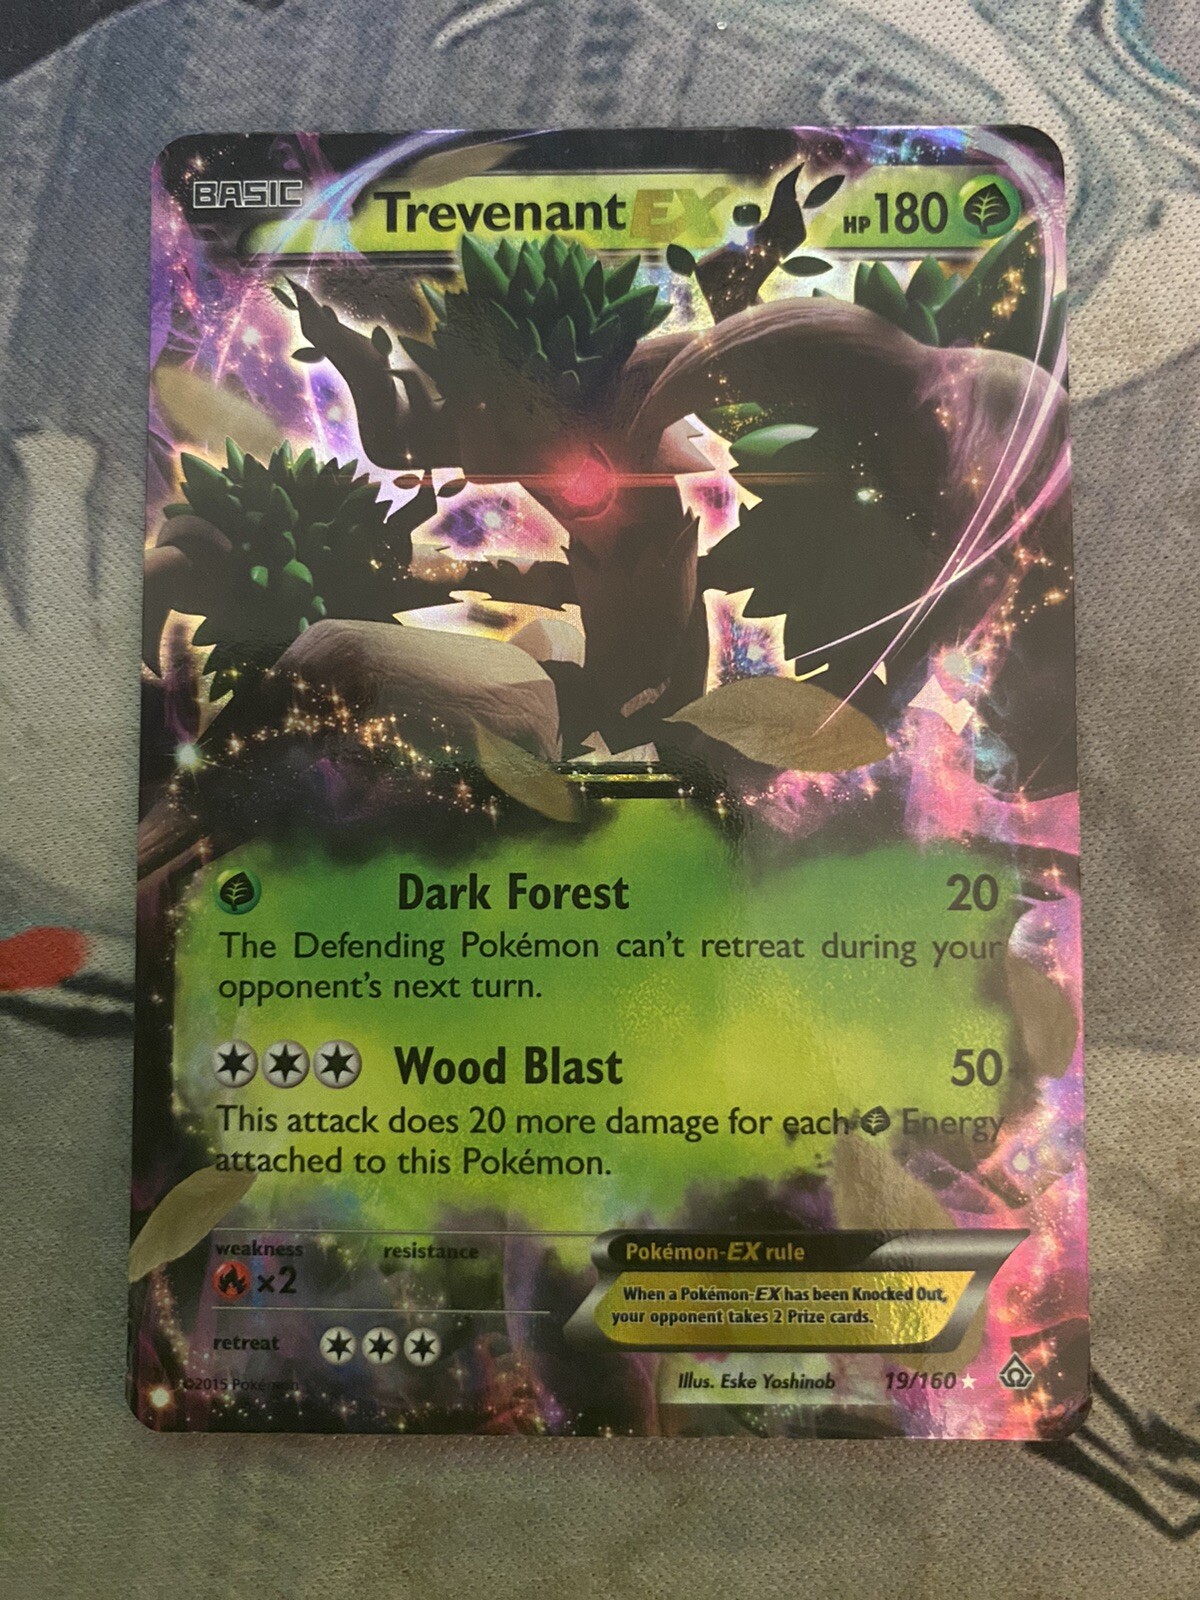 BASIC
Trevenant EX HP 180
Dark Forest 20
The Defending Pokémon can't retreat during your
opponent's next turn.
Wood Blast 50
This attack does 20 more damage for each Energy
attached to this Pokémon.
weakness resistance
×2
retreat
Pokémon-EX rule
When a Pokémon-EX has been Knocked Out,
your opponent takes 2 Prize cards.
©2015 Pokémon
Illus. Eske Yoshinob 19/160